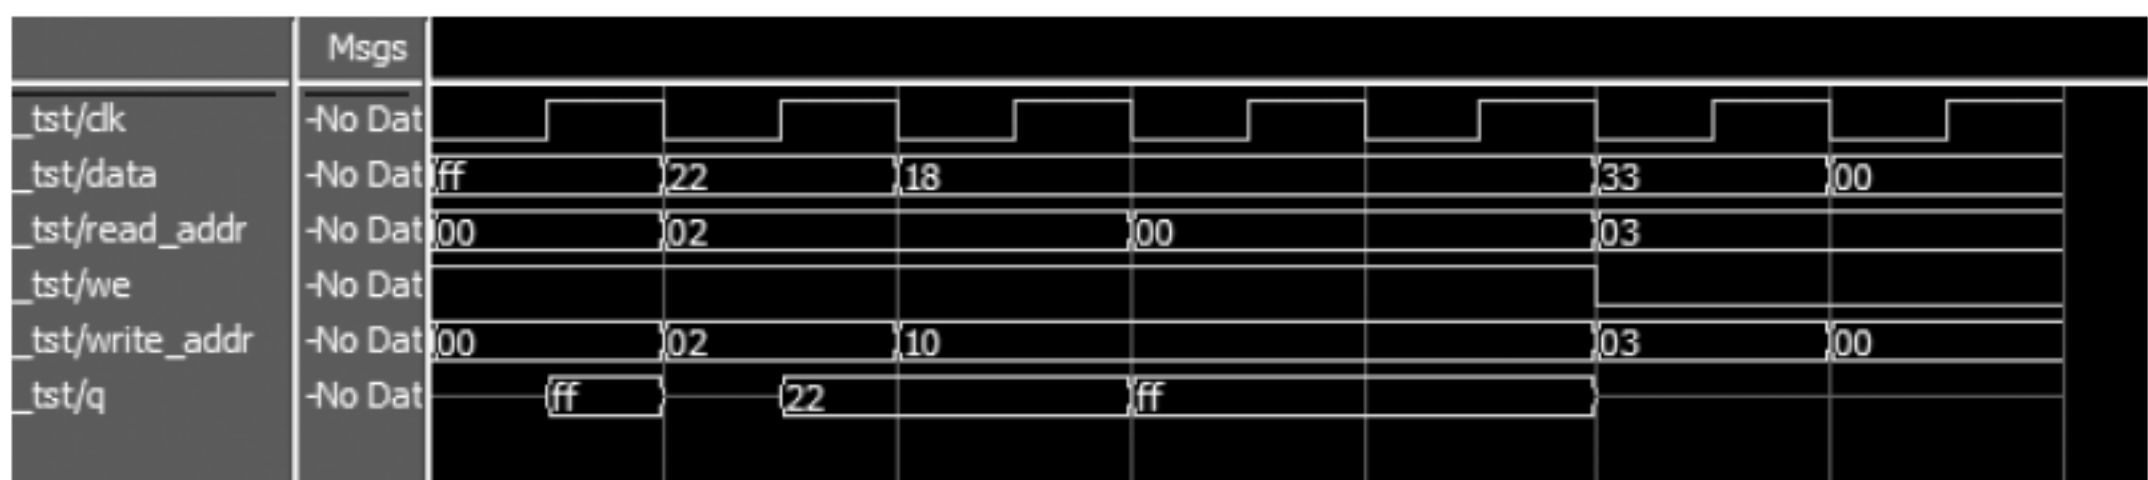 Msgs
_tst/clk -No Dat
_tst/data -No Dat ff 22 18 33 00
_tst/read_addr -No Dat 00 02 00 03
_tst/we -No Dat
_tst/write_addr -No Dat 00 02 10 03 00
_tst/q -No Dat ff 22 ff